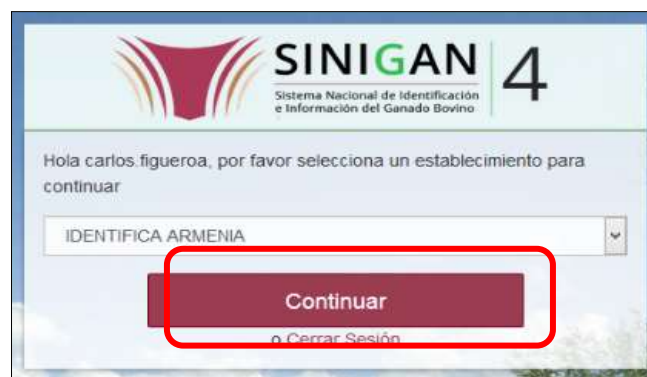 SINIGAN 4
Sistema Nacional de Identificación
e Información del Ganado Bovino
Hola carlos.figueroa, por favor selecciona un establecimiento para
continuar
IDENTIFICA ARMENIA
Continuar
o Cerrar Sesión